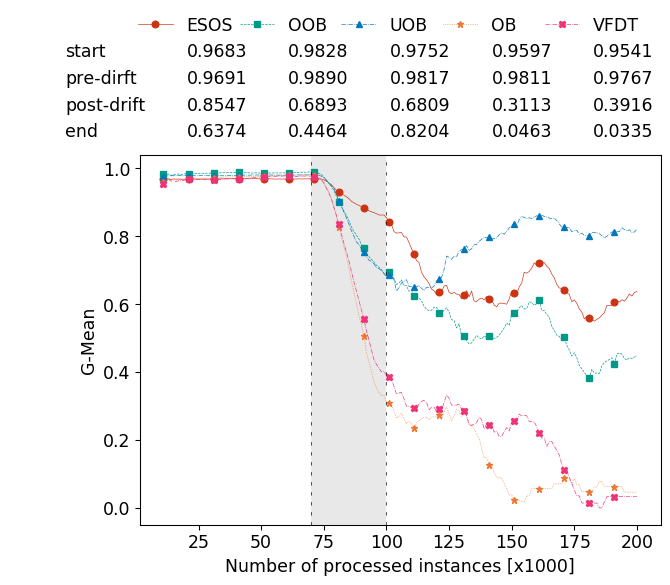 ESOS OOB UOB OB VFDT
start 0.9683 0.9828 0.9752 0.9597 0.9541
pre-dirft 0.9691 0.9890 0.9817 0.9811 0.9767
post-drift 0.8547 0.6893 0.6809 0.3113 0.3916
end 0.6374 0.4464 0.8204 0.0463 0.0335
G-Mean
1.0
0.8
0.6
0.4
0.2
0.0
25 50 75 100 125 150 175 200
Number of processed instances [x1000]